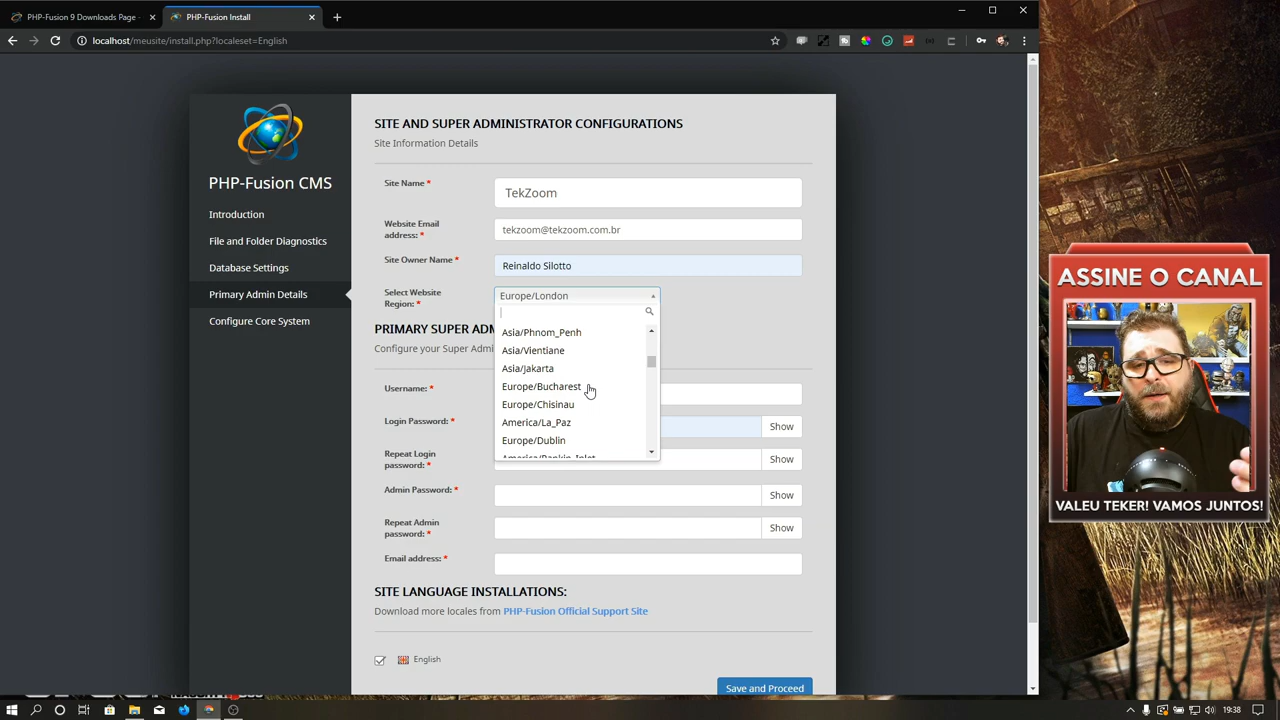 PHP-Fusion 9 Downloads Page -
PHP-Fusion Install
localhost/meusite/install.php?localeset=English
PHP-Fusion CMS
Introduction
File and Folder Diagnostics
Database Settings
Primary Admin Details
Configure Core System
SITE AND SUPER ADMINISTRATOR CONFIGURATIONS
Site Information Details
Site Name *
TekZoom
Website Email
address: *
tekzoom@tekzoom.com.br
Site Owner Name *
Reinaldo Silotto
Select Website
Region: *
Europe/London
Asia/Phnom_Penh
Asia/Vientiane
Asia/Jakarta
Europe/Bucharest
Europe/Chisinau
America/La_Paz
Europe/Dublin
America/Rankin_Inlet
PRIMARY SUPER ADM
Configure your Super Admi
Username: *
Login Password: *
Show
Repeat Login
password: *
Show
Admin Password: *
Show
Repeat Admin
password: *
Show
Email address: *
SITE LANGUAGE INSTALLATIONS:
Download more locales from PHP-Fusion Official Support Site
English
Save and Proceed
ASSINE O CANAL
VALEU TEKER! VAMOS JUNTOS!
19:38